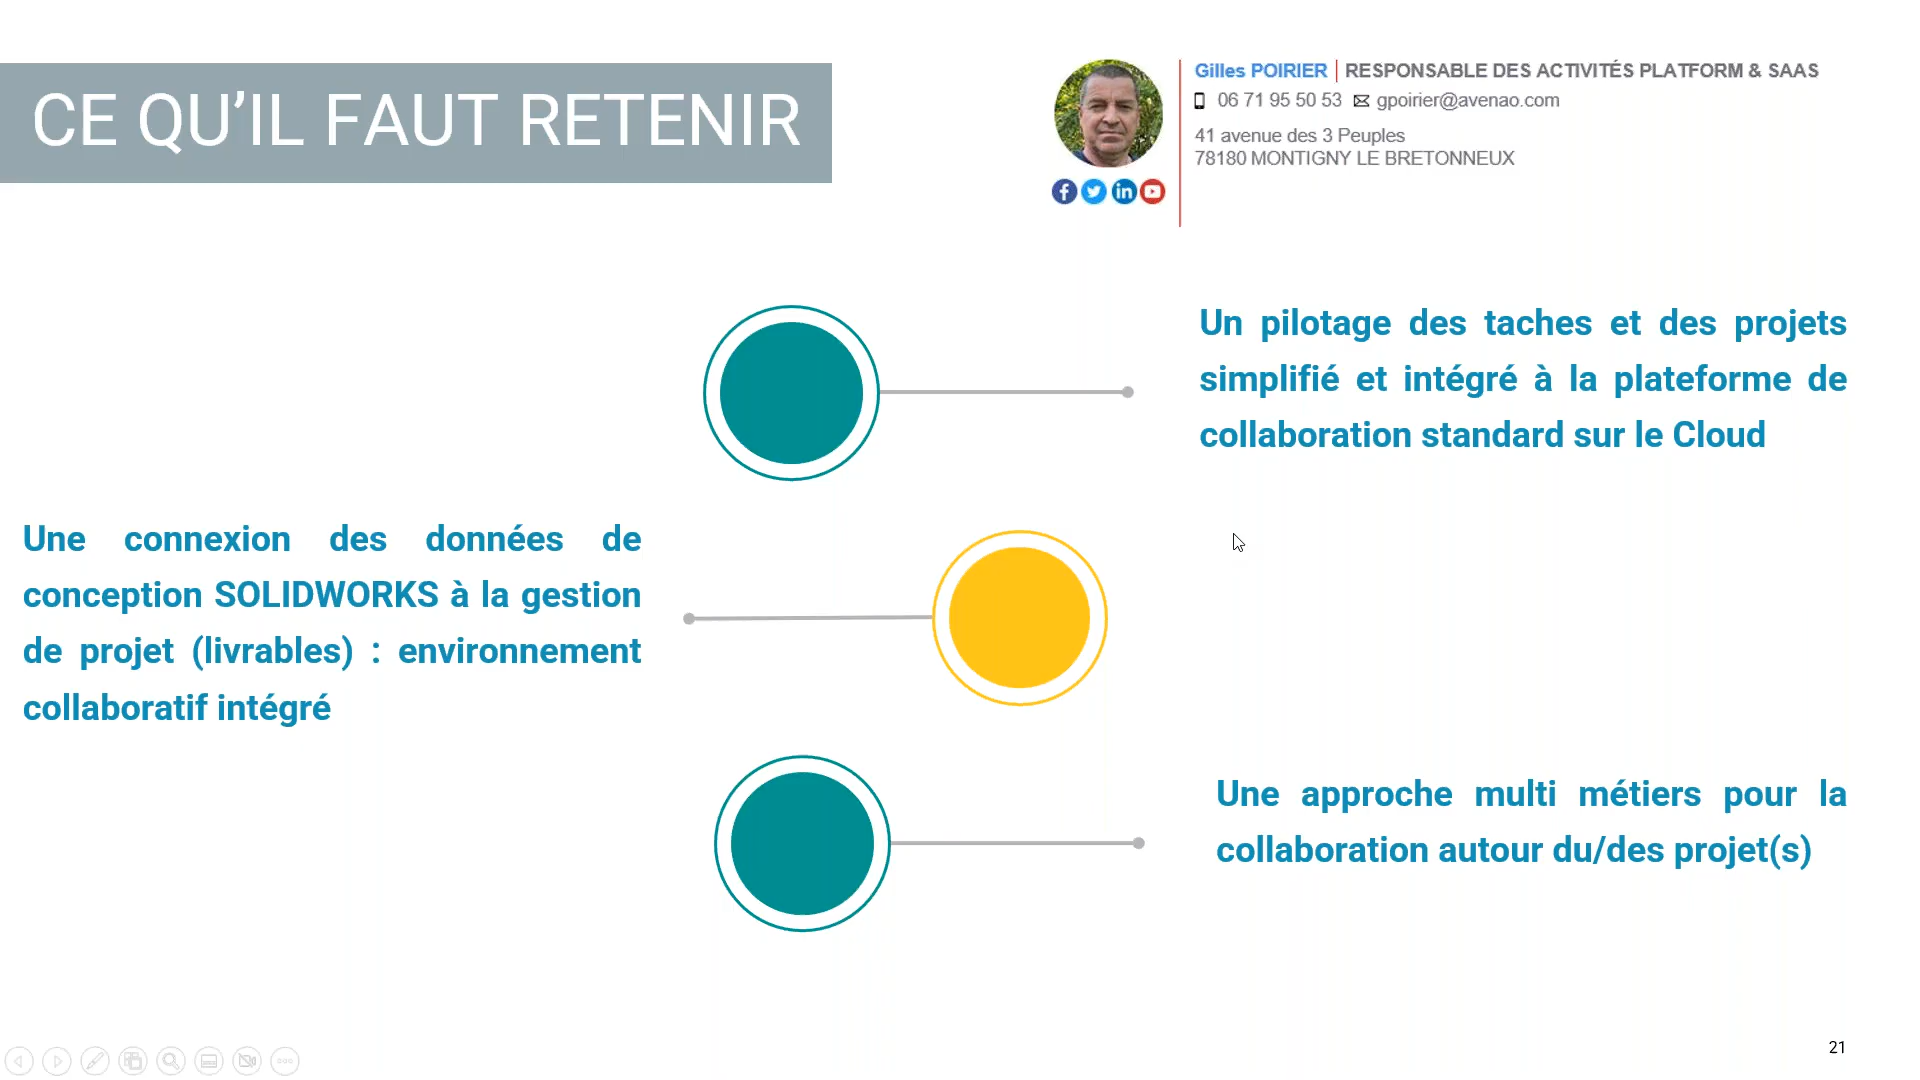 CE QU’IL FAUT RETENIR
Gilles POIRIER | RESPONSABLE DES ACTIVITÉS PLATFORM & SAAS
06 71 95 50 53 gpoirier@avenao.com
41 avenue des 3 Peuples
78180 MONTIGNY LE BRETONNEUX
Un pilotage des taches et des projets
simplifié et intégré à la plateforme de
collaboration standard sur le Cloud
Une connexion des données de
conception SOLIDWORKS à la gestion
de projet (livrables) : environnement
collaboratif intégré
Une approche multi métiers pour la
collaboration autour du/des projet(s)
21